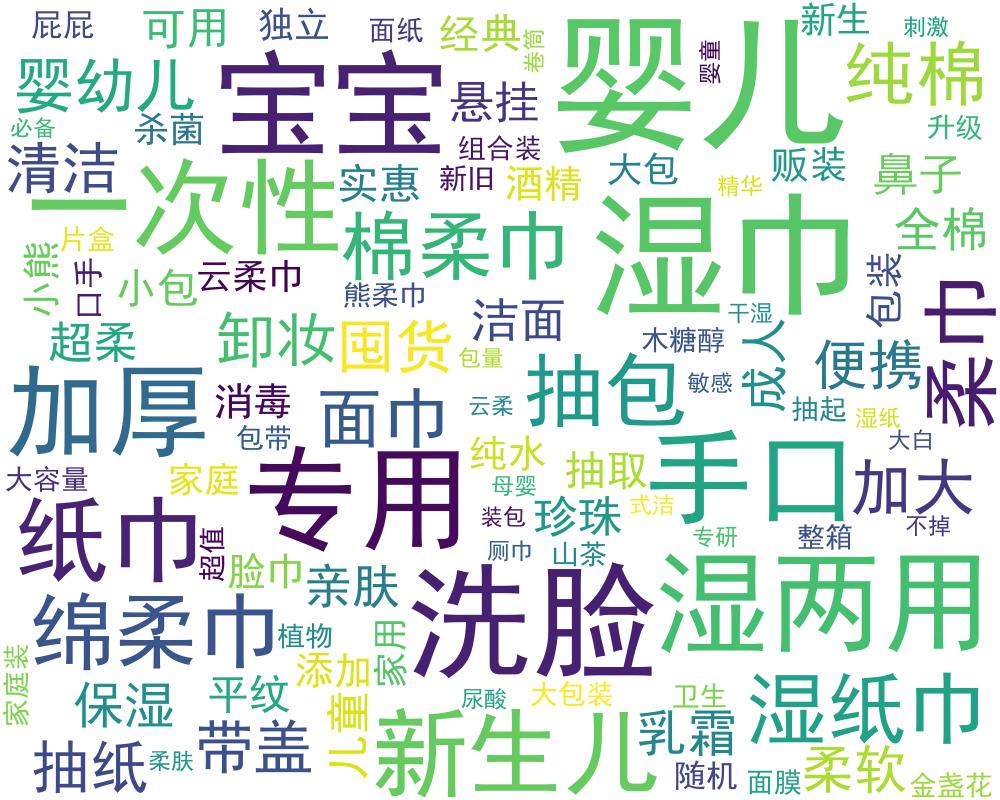 屁屁
可用
独立
面纸
经典
卷筒
婴儿
婴童
新生
刺激
婴幼儿
宝宝
悬挂
纯棉
必备
杀菌
组合装
升级
清洁
一次性
实惠
新旧
酒精
大包
贩装
精华
鼻子
小熊
片盒
口手
小包
云柔巾
棉柔巾
湿巾
全棉
熊柔巾
包装
柔巾
超柔
卸妆
囤货
包量
洁面
干湿
木糖醇
成人
便携
加厚
消毒
包带
面巾
云柔
抽包
敏感
抽起
湿纸
大白
大容量
家庭
专用
纯水
母婴
抽取
手口
加大
纸巾
超值
装包
珍珠
式洁
专研
整箱
不掉
脸巾
亲肤
厕巾
山茶
洗脸
湿两用
绵柔巾
植物
家用
家庭装
保湿
平纹
添加
儿童
尿酸
大包装
卫生
湿纸巾
抽纸
柔肤
带盖
新生儿
乳霜
随机
面膜
柔软
金盏花